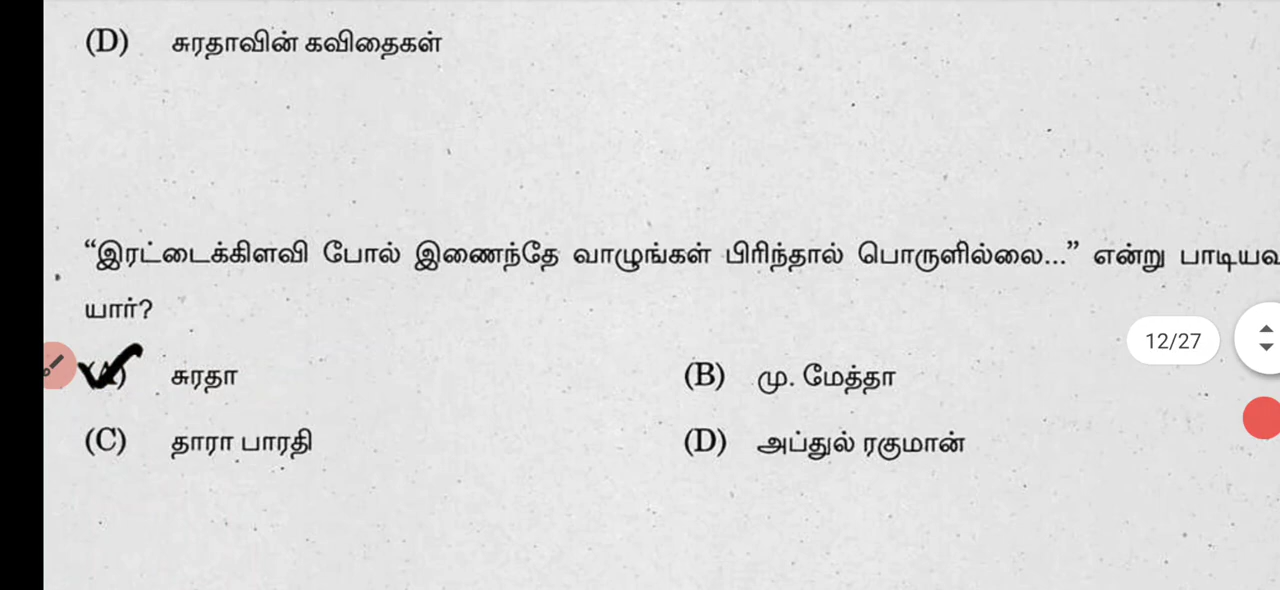 (D) சுரதாவின் கவிதைகள்
“இரட்டைக்கிளவி போல் இணைந்தே வாழுங்கள் பிரிந்தால் பொருளில்லை...” என்று பாடியவ
யார்?
12/27
சுரதா (B) மு. மேத்தா
(C) தாரா பாரதி (D) அப்துல் ரகுமான்